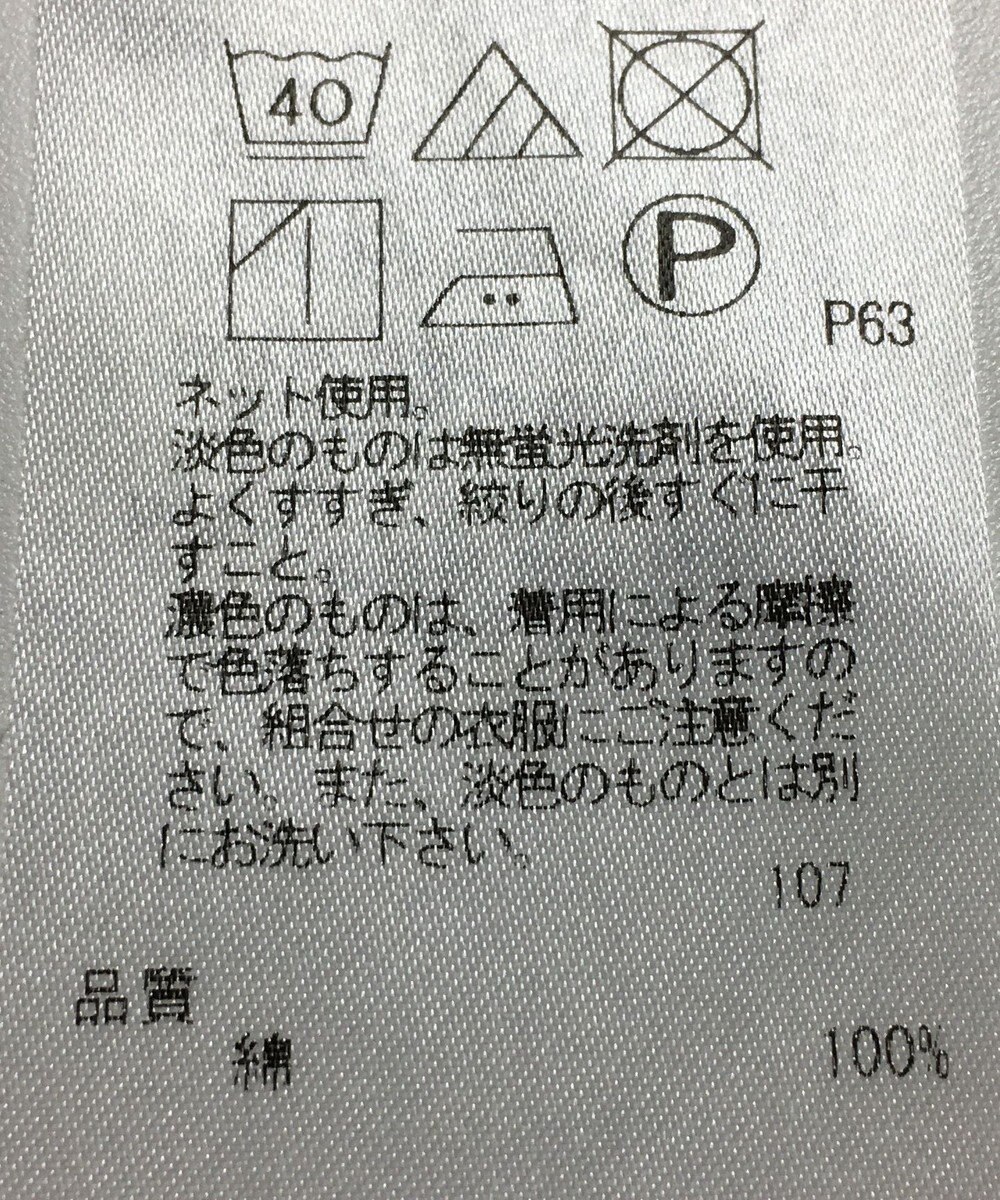 40
P
P63
ネット使用。
淡色のものは無蛍光洗剤を使用。
よくすすぎ、絞りの後すぐに干
すこと。
濃色のものは、着用による摩擦
で色落ちすることがありますの
で、組合せの衣服にご注意くだ
さい。また、淡色のものとは別
にお洗い下さい。
107
品質
綿 100%